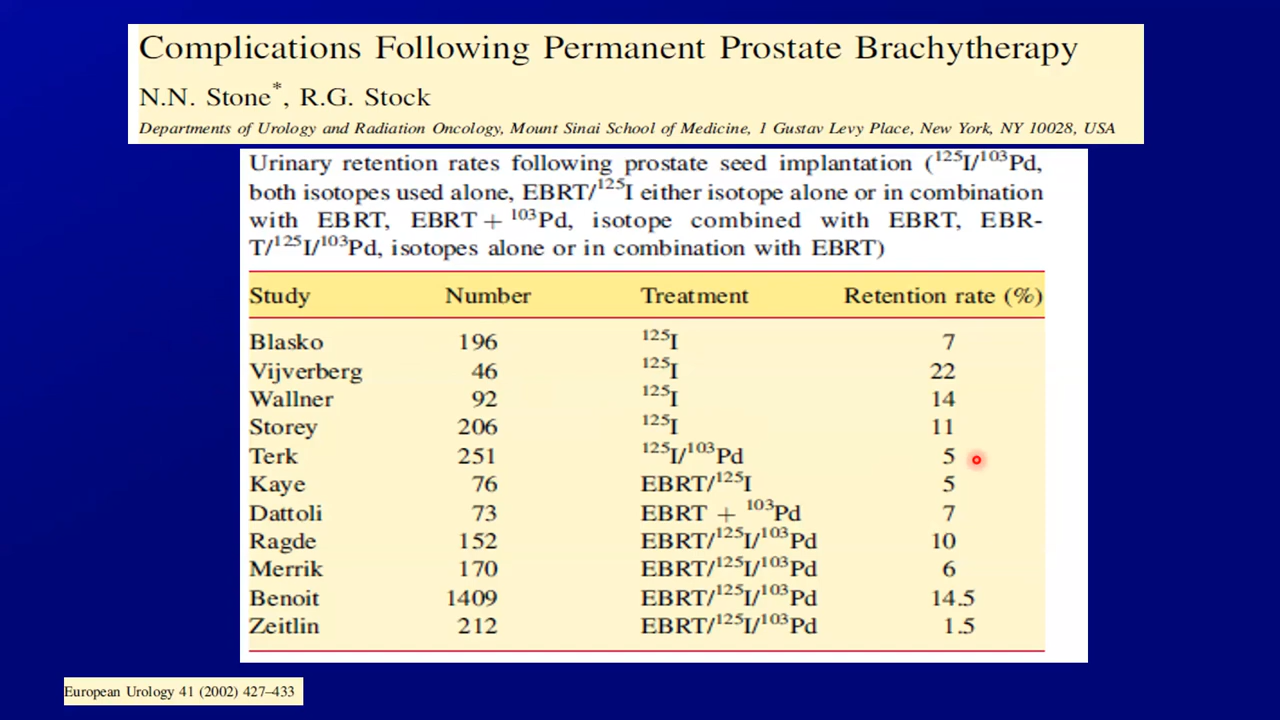 Complications Following Permanent Prostate Brachytherapy
N.N. Stone*, R.G. Stock
Departments of Urology and Radiation Oncology, Mount Sinai School of Medicine, 1 Gustav Levy Place, New York, NY 10028, USA
Urinary retention rates following prostate seed implantation (¹²⁵I/¹⁰³Pd,
both isotopes used alone, EBRT/¹²⁵I either isotope alone or in combination
with EBRT, EBRT + ¹⁰³Pd, isotope combined with EBRT, EBR-
T/¹²⁵I/¹⁰³Pd, isotopes alone or in combination with EBRT)
Study Number Treatment Retention rate (%)
Blasko 196 ¹²⁵I 7
Vijverberg 46 ¹²⁵I 22
Wallner 92 ¹²⁵I 14
Storey 206 ¹²⁵I 11
Terk 251 ¹²⁵I/¹⁰³Pd 5
Kaye 76 EBRT/¹²⁵I 5
Dattoli 73 EBRT + ¹⁰³Pd 7
Ragde 152 EBRT/¹²⁵I/¹⁰³Pd 10
Merrik 170 EBRT/¹²⁵I/¹⁰³Pd 6
Benoit 1409 EBRT/¹²⁵I/¹⁰³Pd 14.5
Zeitlin 212 EBRT/¹²⁵I/¹⁰³Pd 1.5
European Urology 41 (2002) 427–433